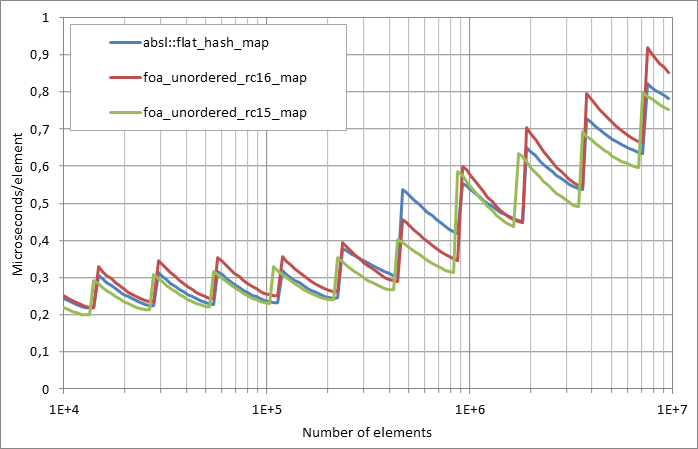 1
0,9
0,8
0,7
0,6
0,5
0,4
0,3
0,2
0,1
0
Microseconds/element
absl::flat_hash_map
foa_unordered_rc16_map
foa_unordered_rc15_map
1E+4 1E+5 1E+6 1E+7
Number of elements